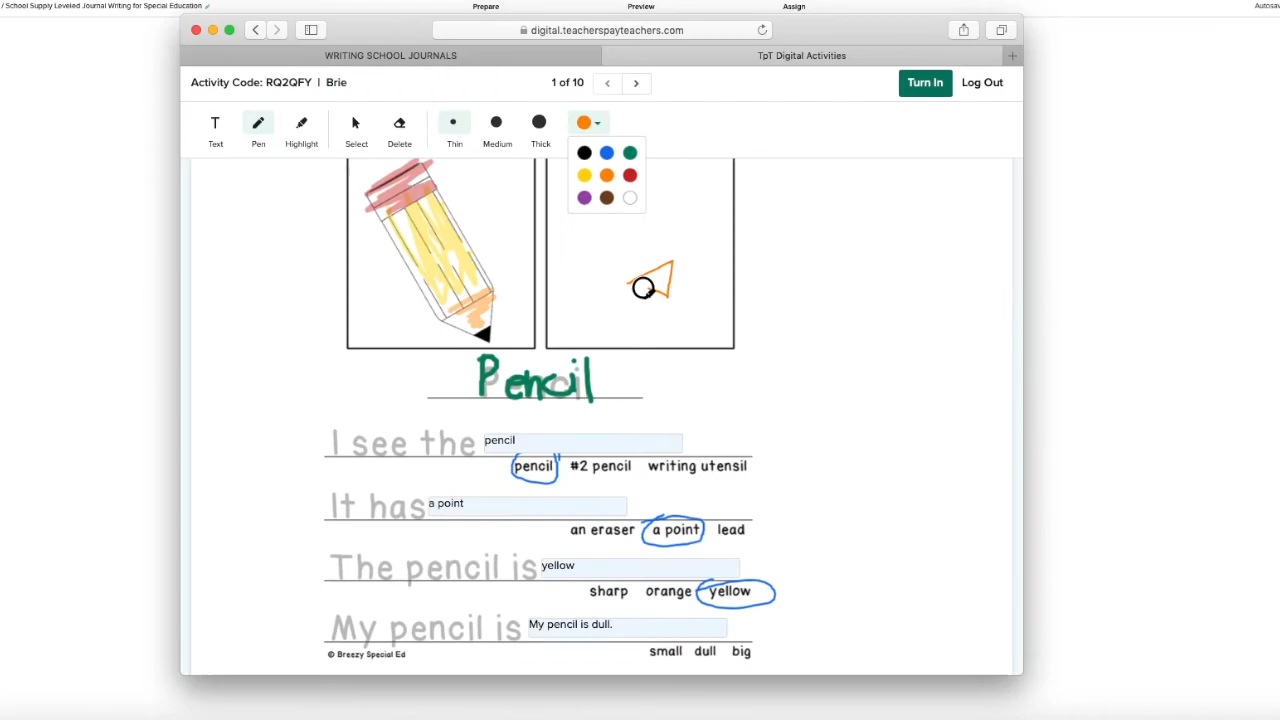 / School Supply Leveled Journal Writing for Special Education
Prepare
Preview
Assign
Autosav
digital.teacherspayteachers.com
WRITING SCHOOL JOURNALS
TpT Digital Activities
Activity Code: RQ2QFY | Brie
1 of 10
Turn In
Log Out
T
Text
Pen
Highlight
Select
Delete
Thin
Medium
Thick
Pencil
I see the pencil
pencil #2 pencil writing utensil
It has a point
an eraser a point lead
The pencil is yellow
sharp orange yellow
My pencil is My pencil is dull.
© Breezy Special Ed
small dull big